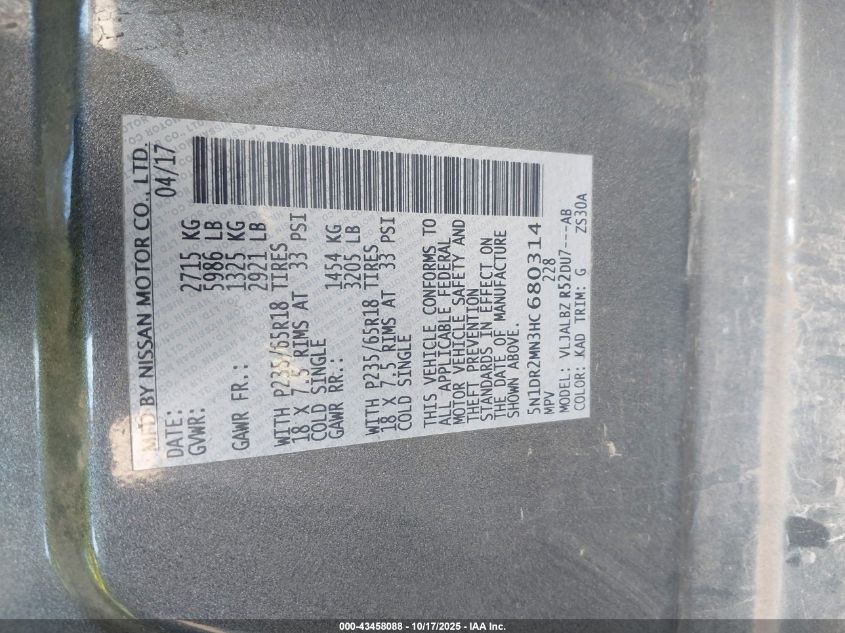 MFD BY NISSAN MOTOR CO., LTD.
DATE: 04/17
GVWR: 2715 KG
5986 LB
GAWR FR.: 1325 KG
2921 LB
WITH P235/65R18 TIRES
18 X 7.5 RIMS AT 33 PSI
COLD SINGLE
GAWR RR.: 1454 KG
3205 LB
WITH P235/65R18 TIRES
18 X 7.5 RIMS AT 33 PSI
COLD SINGLE
THIS VEHICLE CONFORMS TO
ALL APPLICABLE FEDERAL
MOTOR VEHICLE SAFETY AND
THEFT PREVENTION
STANDARDS IN EFFECT ON
THE DATE OF MANUFACTURE
SHOWN ABOVE.
5N1DR2MN3HC680314
MPV 228
MODEL: VLJALBZ R52DU7---AB
COLOR: KAD TRIM: G ZS30A
000-43458088 - 10/17/2025 - IAA Inc.